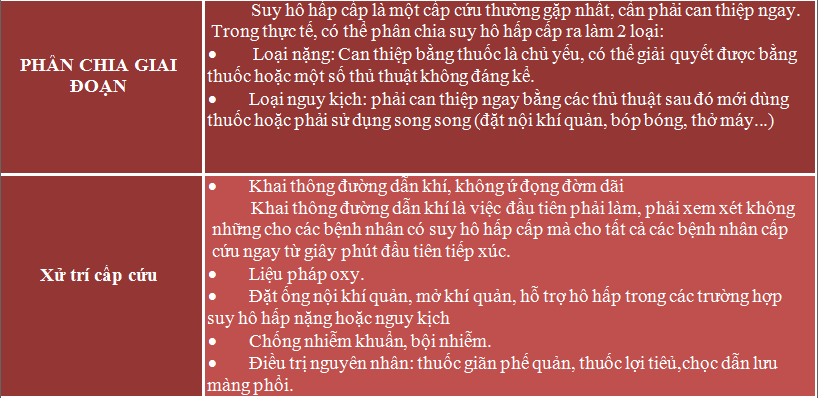 PHÂN CHIA GIAI
ĐOẠN
Suy hô hấp cấp là một cấp cứu thường gặp nhất, cần phải can thiệp ngay.
Trong thực tế, có thể phân chia suy hô hấp cấp ra làm 2 loại:
● Loại nặng: Can thiệp bằng thuốc là chủ yếu, có thể giải quyết được bằng
thuốc hoặc một số thủ thuật không đáng kể.
● Loại nguy kịch: phải can thiệp ngay bằng các thủ thuật sau đó mới dùng
thuốc hoặc phải sử dụng song song (đặt nội khí quản, bóp bóng, thở máy...)
Xử trí cấp cứu
● Khai thông đường dẫn khí, không ứ đọng đờm dãi
Khai thông đường dẫn khí là việc đầu tiên phải làm, phải xem xét không
những cho các bệnh nhân có suy hô hấp cấp mà cho tất cả các bệnh nhân cấp
cứu ngay từ giây phút đầu tiên tiếp xúc.
● Liệu pháp oxy.
● Đặt ống nội khí quản, mở khí quản, hỗ trợ hô hấp trong các trường hợp
suy hô hấp nặng hoặc nguy kịch
● Chống nhiễm khuẩn, bội nhiễm.
● Điều trị nguyên nhân: thuốc giãn phế quản, thuốc lợi tiểu,chọc dẫn lưu
màng phổi.